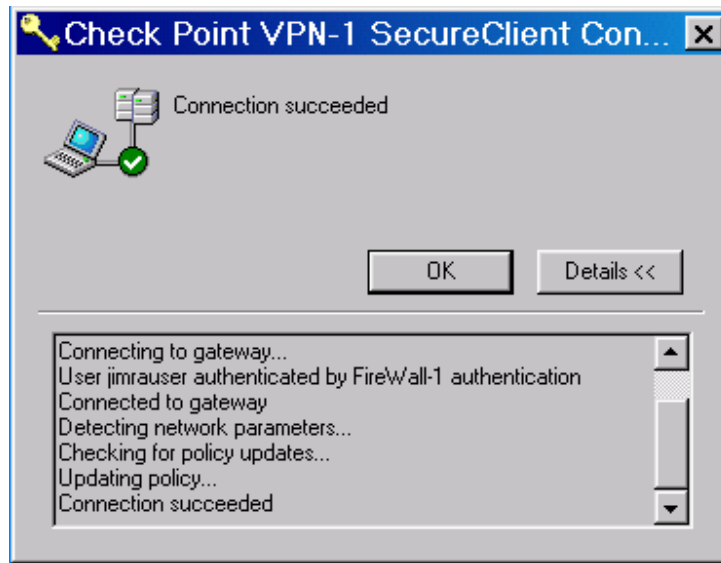 Check Point VPN-1 SecureClient Con...
Connection succeeded
OK
Details <<
Connecting to gateway...
User jimrauser authenticated by FireWall-1 authentication
Connected to gateway
Detecting network parameters...
Checking for policy updates...
Updating policy...
Connection succeeded